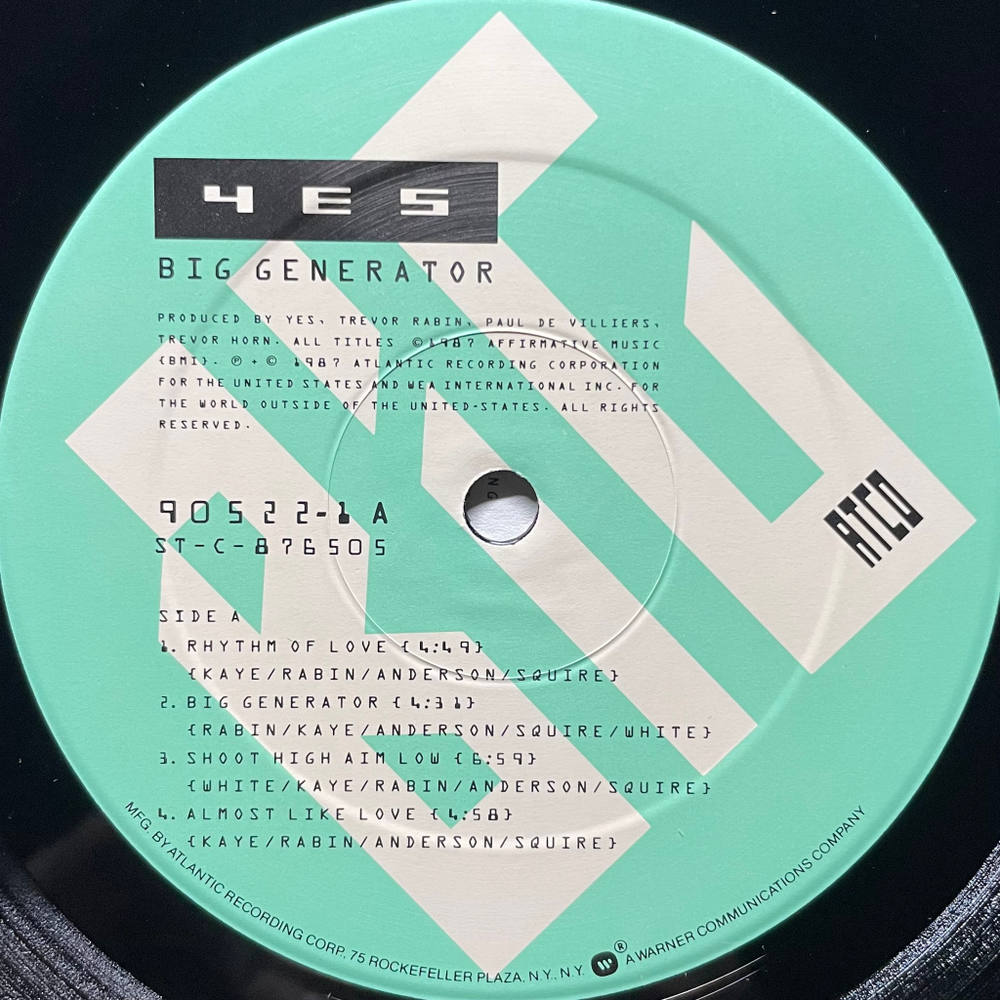 YES
BIG GENERATOR
PRODUCED BY YES, TREVOR RABIN, PAUL DE VILLIERS,
TREVOR HORN. ALL TITLES ©1987 AFFIRMATIVE MUSIC
{BMI}. ℗ + © 1987 ATLANTIC RECORDING CORPORATION
FOR THE UNITED STATES AND WEA INTERNATIONAL INC. FOR
THE WORLD OUTSIDE OF THE UNITED-STATES. ALL RIGHTS
RESERVED.
90522-1 A
ST-C-876505
ATCO
SIDE A
1. RHYTHM OF LOVE {4:49}
{KAYE/RABIN/ANDERSON/SQUIRE}
2. BIG GENERATOR {4:31}
{RABIN/KAYE/ANDERSON/SQUIRE/WHITE}
3. SHOOT HIGH AIM LOW {6:59}
{WHITE/KAYE/RABIN/ANDERSON/SQUIRE}
4. ALMOST LIKE LOVE {4:58}
{KAYE/RABIN/ANDERSON/SQUIRE}
MFG. BY ATLANTIC RECORDING CORP., 75 ROCKEFELLER PLAZA, N.Y., N.Y. ® A WARNER COMMUNICATIONS COMPANY